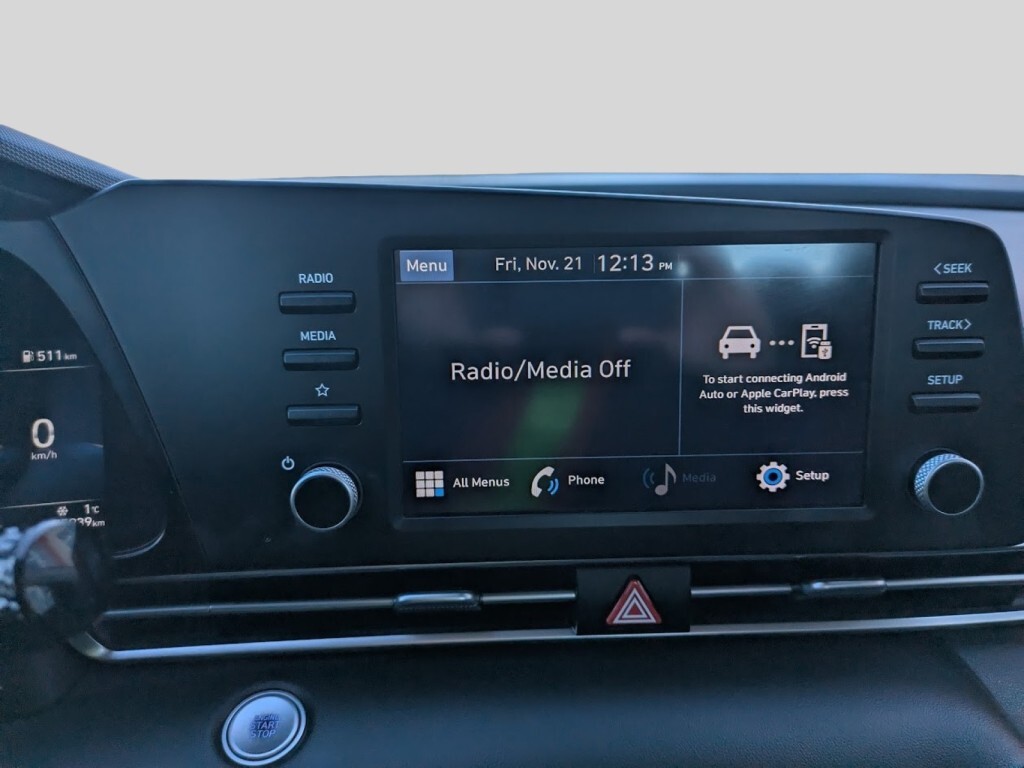 RADIO
MEDIA
Menu
Fri, Nov. 21 12:13 PM
Radio/Media Off
To start connecting Android
Auto or Apple CarPlay, press
this widget.
All Menus
Phone
Media
Setup
<SEEK
TRACK>
SETUP
511 km
0
km/h
1℃
39km
ENGINE
START
STOP